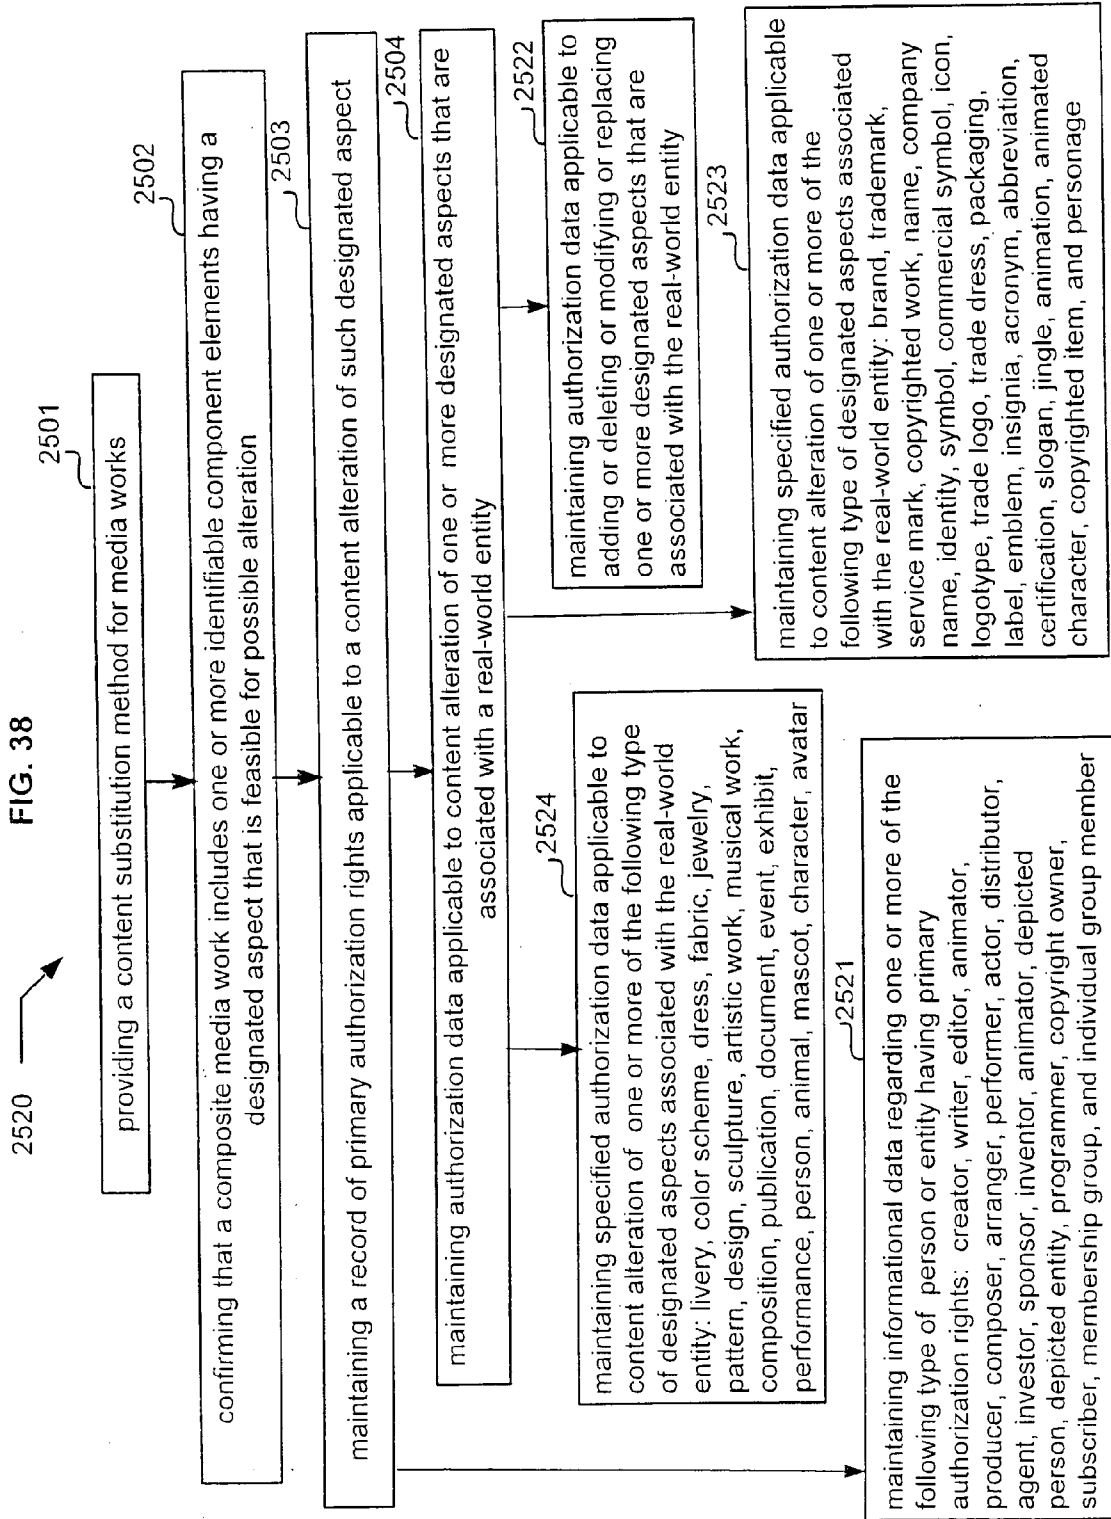 FIG. 38
2520
2501
providing a content substitution method for media works
2502
confirming that a composite media work includes one or more identifiable component elements having a
designated aspect that is feasible for possible alteration
2503
maintaining a record of primary authorization rights applicable to a content alteration of such designated aspect
2504
maintaining authorization data applicable to content alteration of one or more designated aspects that are
associated with a real-world entity
2522
maintaining authorization data applicable to
adding or deleting or modifying or replacing
one or more designated aspects that are
associated with the real-world entity
2524
maintaining specified authorization data applicable to
content alteration of one or more of the following type
of designated aspects associated with the real-world
entity: livery, color scheme, dress, fabric, jewelry,
pattern, design, sculpture, artistic work, musical work,
composition, publication, document, event, exhibit,
performance, person, animal, mascot, character, avatar
2523
maintaining specified authorization data applicable
to content alteration of one or more of the
following type of designated aspects associated
with the real-world entity: brand, trademark,
service mark, copyrighted work, name, company
name, identity, symbol, commercial symbol, icon,
logotype, trade logo, trade dress, packaging,
label, emblem, insignia, acronym, abbreviation,
certification, slogan, jingle, animation, animated
character, copyrighted item, and personage
2521
maintaining informational data regarding one or more of the
following type of person or entity having primary
authorization rights: creator, writer, editor, animator,
producer, composer, arranger, performer, actor, distributor,
agent, investor, sponsor, inventor, animator, depicted
person, depicted entity, programmer, copyright owner,
subscriber, membership group, and individual group member